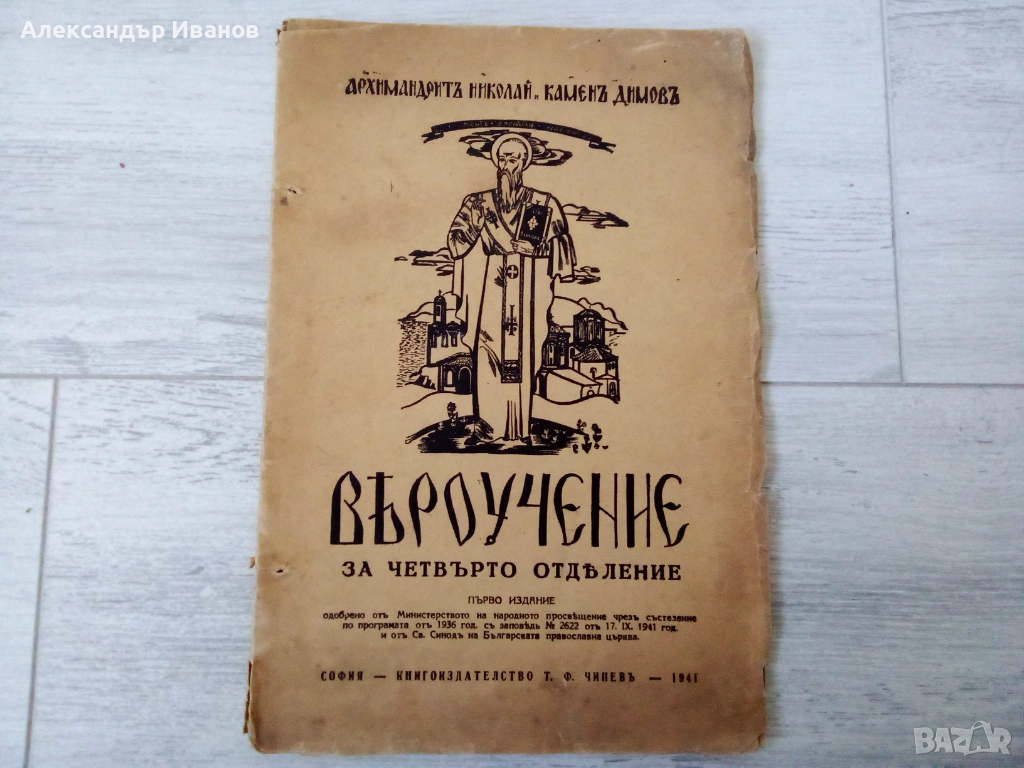 Александър Иванов
АРХИМАНДРИТЪ НИКОЛАЙ и КАМЕНЪ ДИМОВЪ
ВѢРОУЧЕНИЕ
ЗА ЧЕТВЪРТО ОТДѢЛЕНИЕ
ПЪРВО ИЗДАНИЕ
одобрено отъ Министерството на народното просвѣщение чрезъ състезание
по програмата отъ 1936 год. съ заповѣдь № 2622 отъ 17. IX. 1941 год.
и отъ Св. Синодъ на Българската православна църква.
СОФИЯ — КНИГОИЗДАТЕЛСТВО Т. Ф. ЧИПЕВЪ — 1941
BAZAR